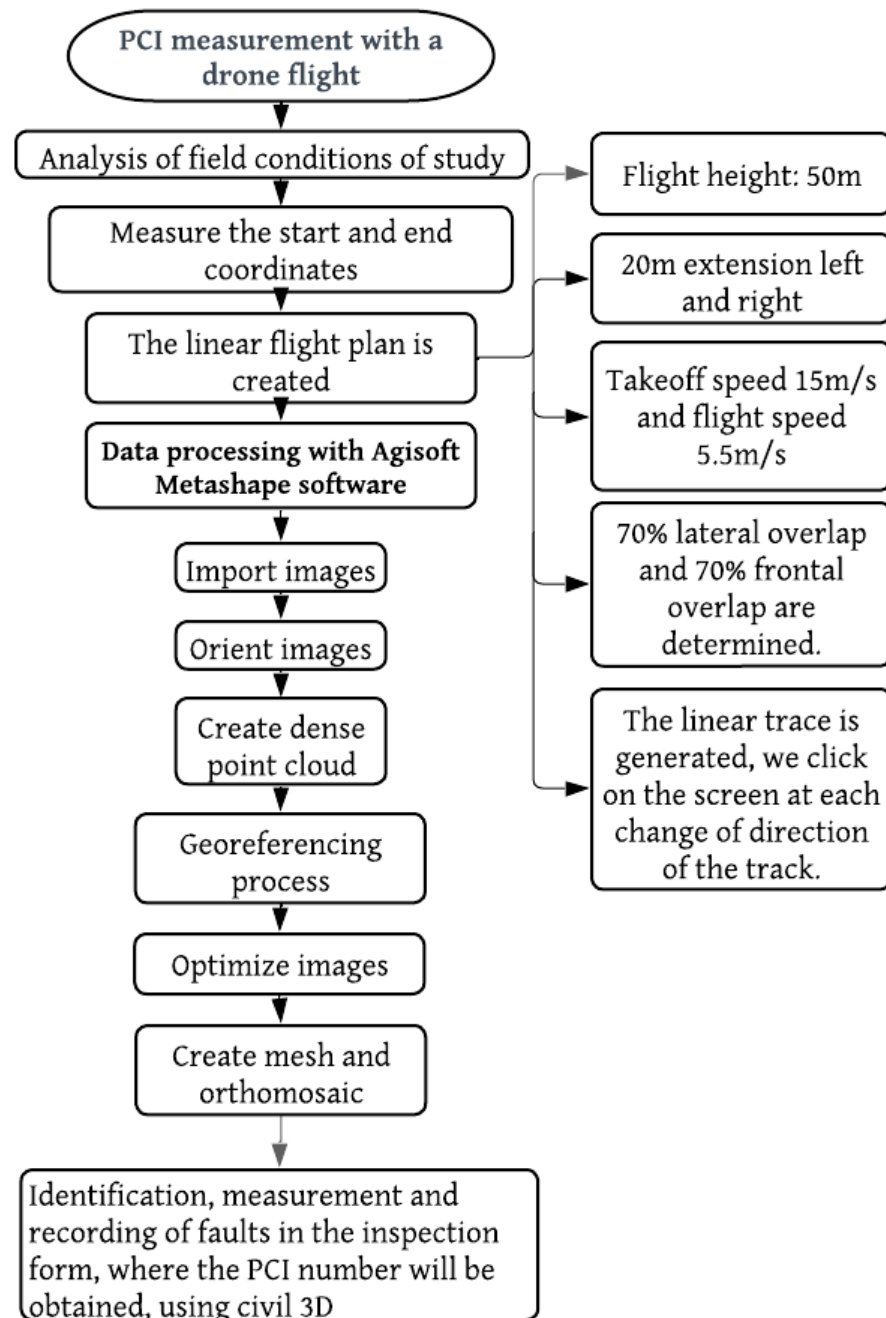 PCI measurement with a
drone flight
Analysis of field conditions of study
Measure the start and end
coordinates
The linear flight plan is
created
Data processing with Agisoft
Metashape software
Import images
Orient images
Create dense
point cloud
Georeferencing
process
Optimize images
Create mesh and
orthomosaic
Identification, measurement and
recording of faults in the inspection
form, where the PCI number will be
obtained, using civil 3D
Flight height: 50m
20m extension left
and right
Takeoff speed 15m/s
and flight speed
5.5m/s
70% lateral overlap
and 70% frontal
overlap are
determined.
The linear trace is
generated, we click
on the screen at each
change of direction
of the track.